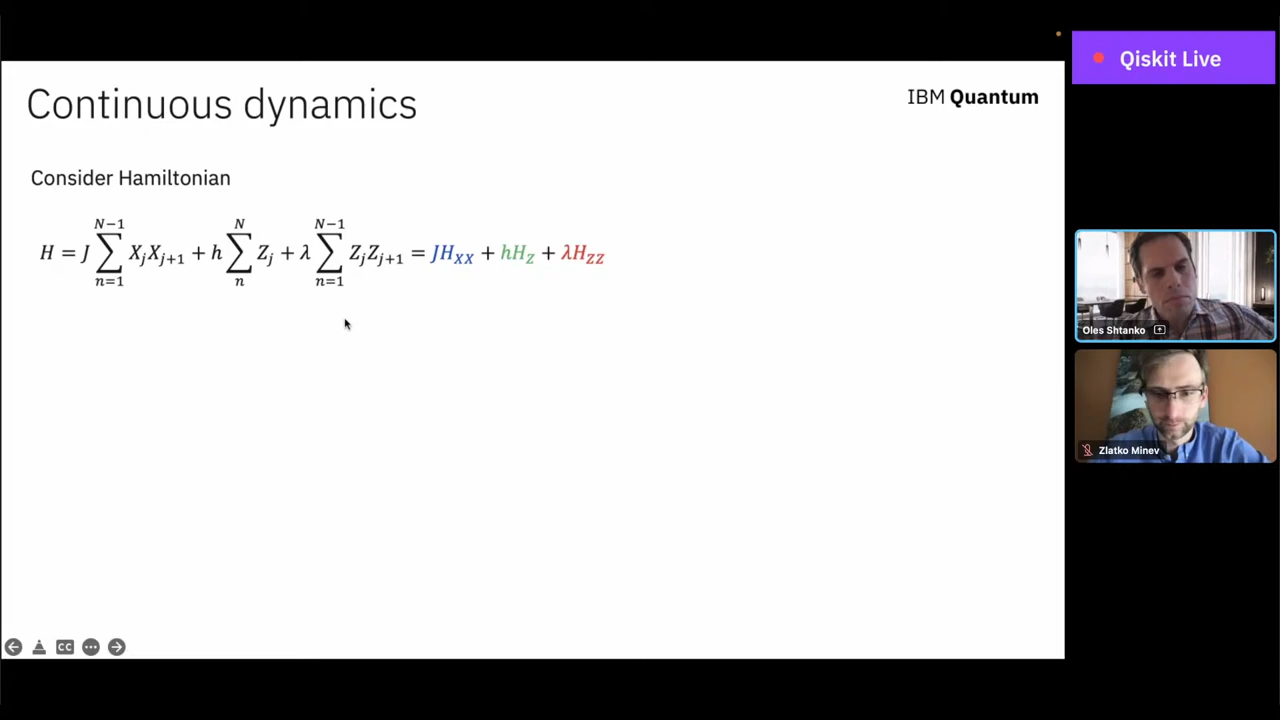 Qiskit Live
Continuous dynamics
IBM Quantum
Consider Hamiltonian
H = J ∑_{n=1}^{N−1} X_j X_{j+1} + h ∑_{n}^{N} Z_j + λ ∑_{n=1}^{N−1} Z_j Z_{j+1} = JH_{XX} + hH_Z + λH_{ZZ}
Oles Shtanko
Zlatko Minev
CC